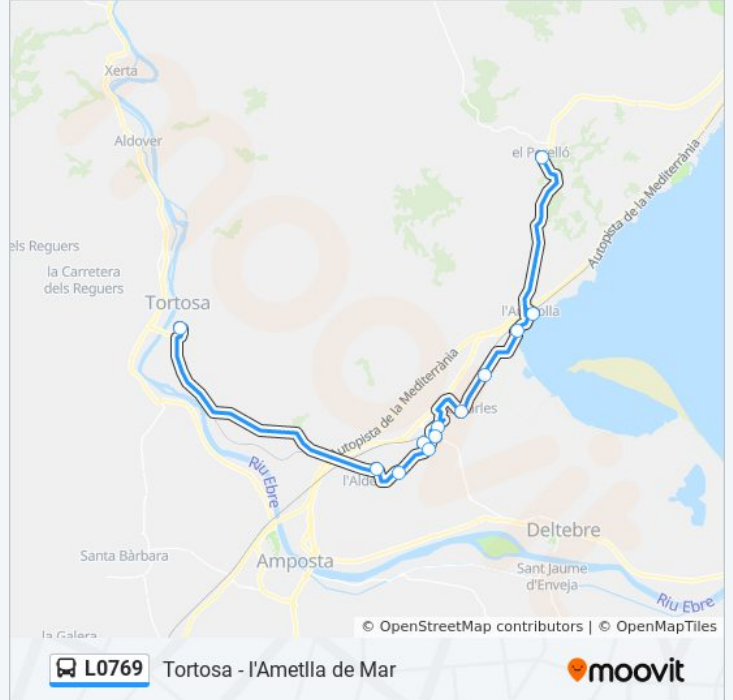 Xerta
Aldover
el Perelló
Autopista de la Mediterrània
els Reguers
la Carretera
dels Reguers
Tortosa
Autopista de la Mediterrània
Riu Ebre
Deltebre
Santa Bàrbara
Amposta
Sant Jaume
d'Enveja
Riu Ebre
la Galera
© OpenStreetMap contributors | © OpenMapTiles
L0769 Tortosa - l'Ametlla de Mar
moovit